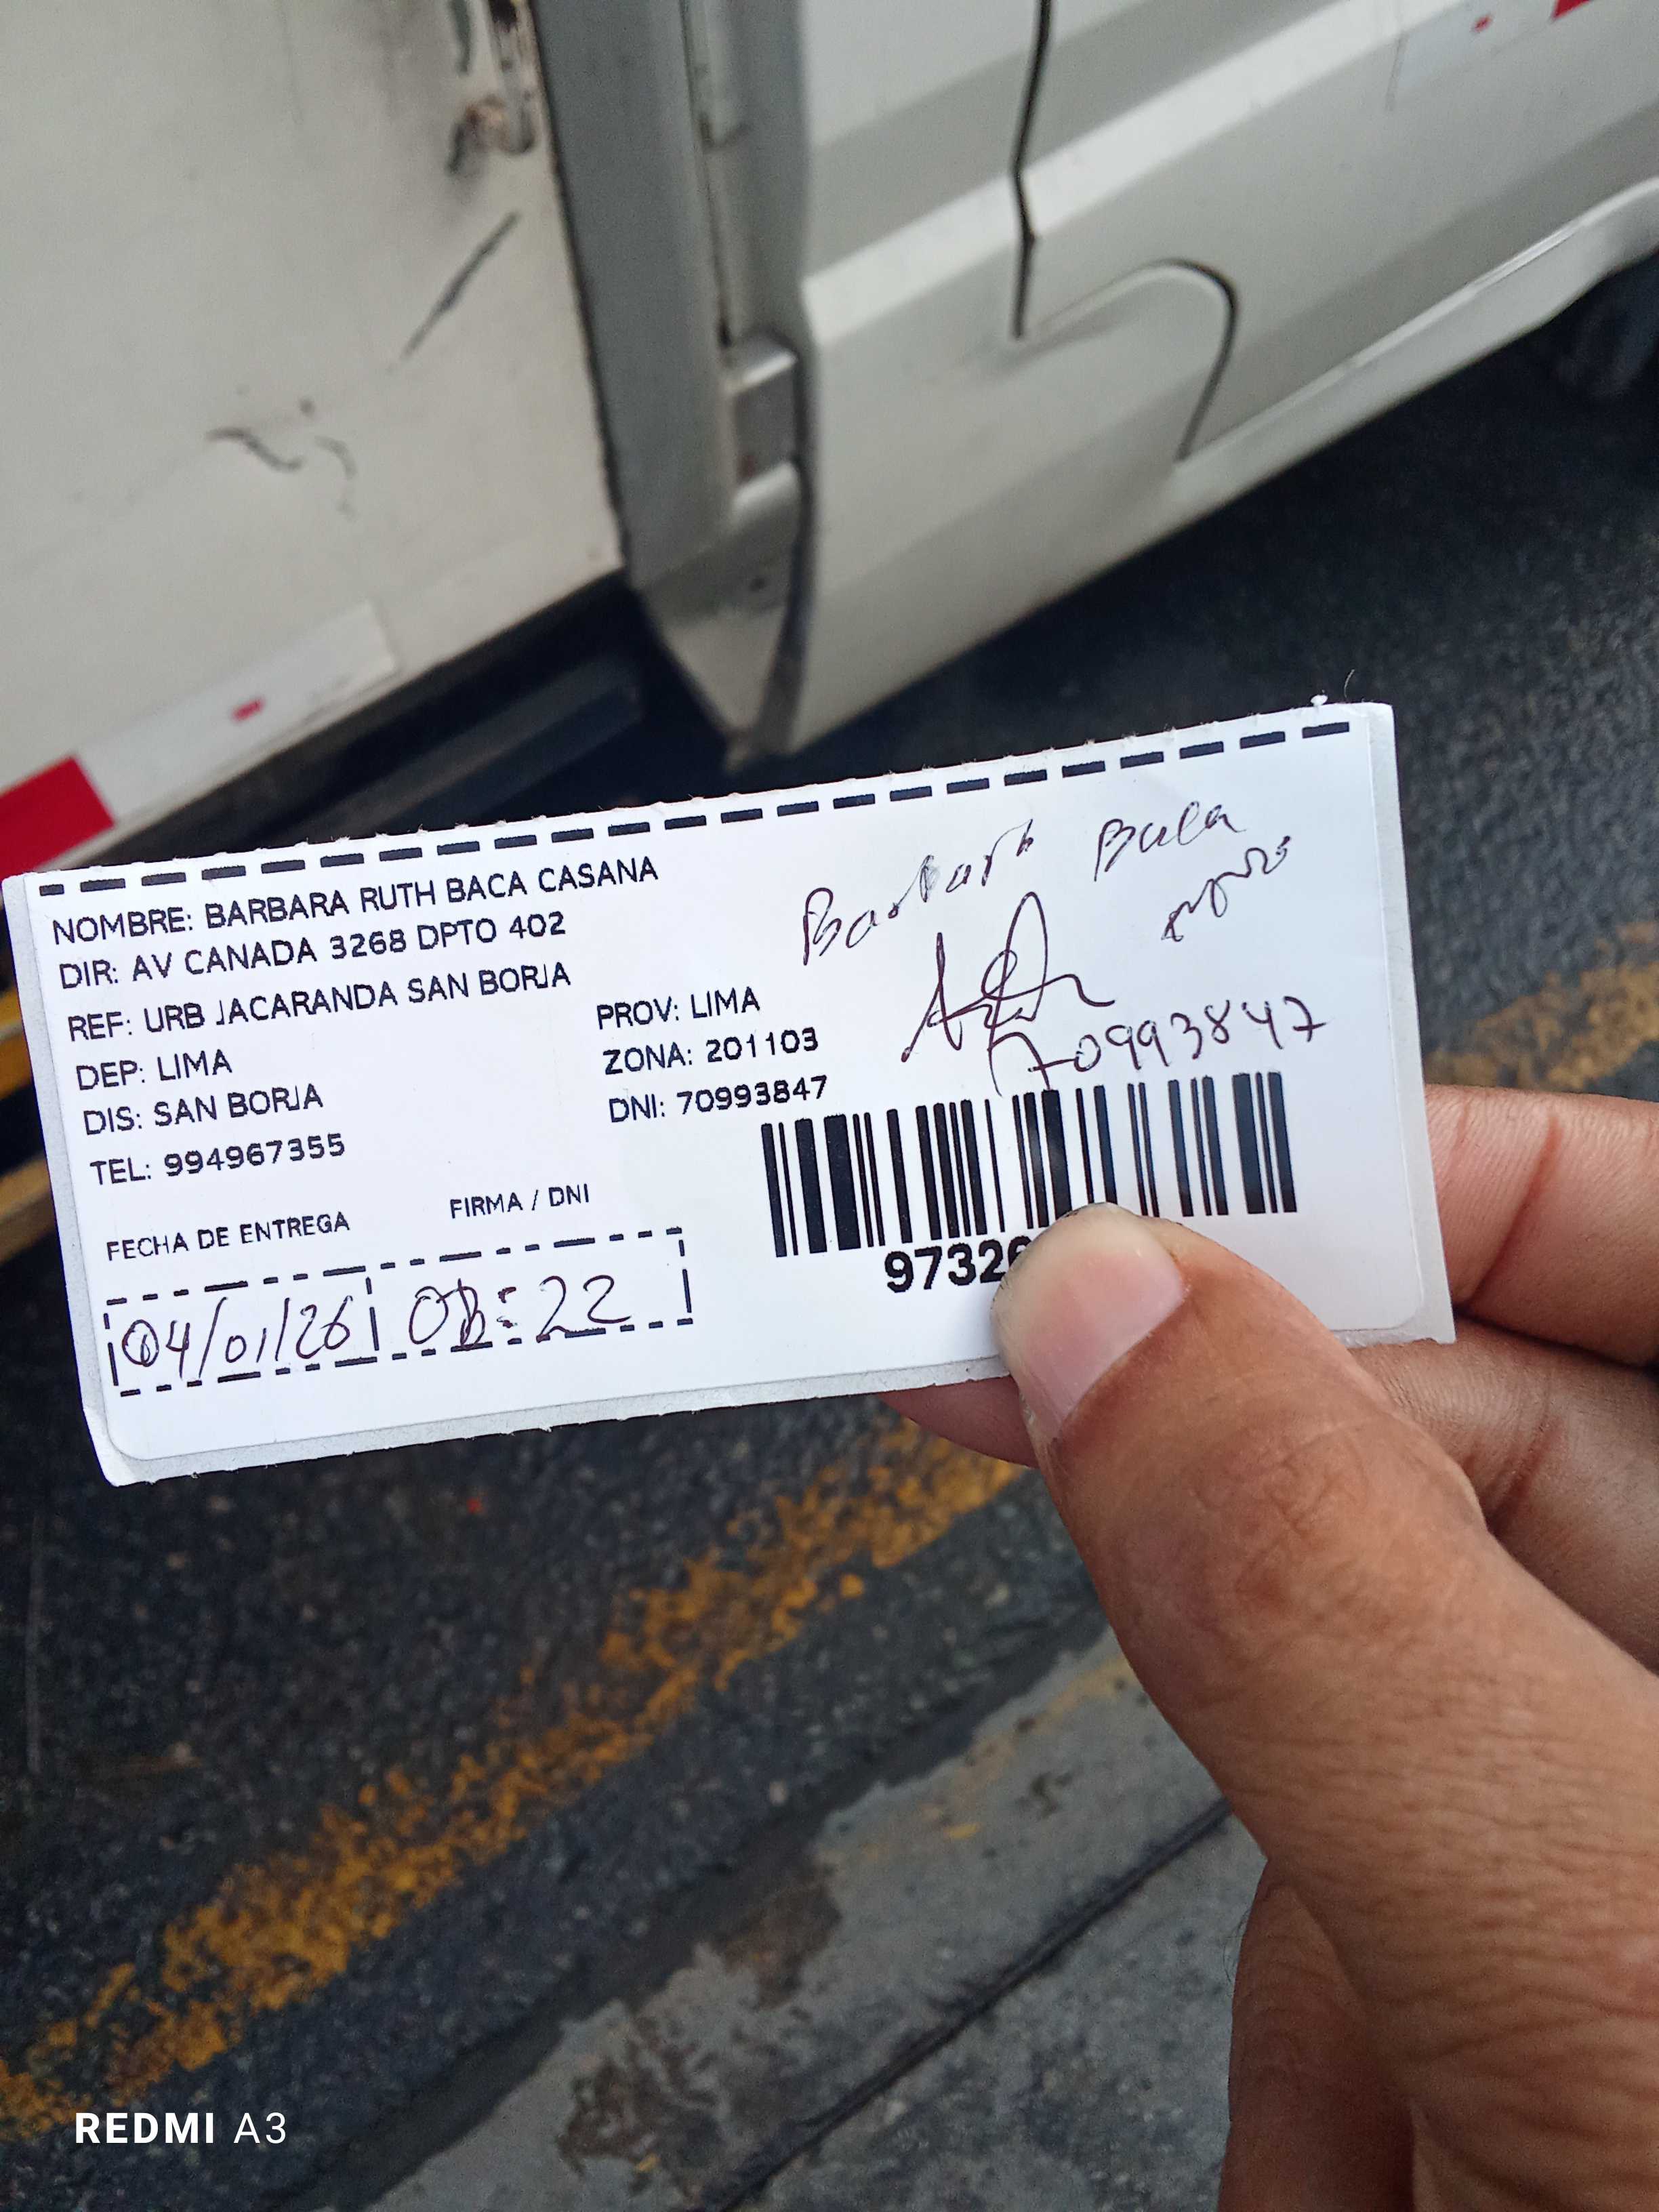 NOMBRE: BARBARA RUTH BACA CASANA
DIR: AV CANADA 3268 DPTO 402
REF: URB JACARANDA SAN BORJA
DEP: LIMA
PROV: LIMA
DIS: SAN BORJA
ZONA: 201103
TEL: 994967355
DNI: 70993847
FECHA DE ENTREGA
FIRMA / DNI
04/01/26
:22
Baca
70993847
9732
REDMI A3